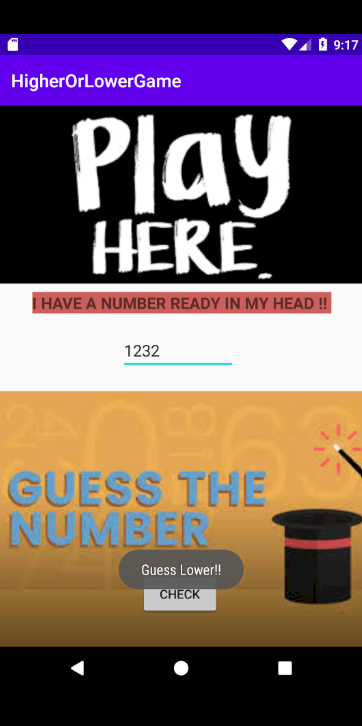 9:17
HigherOrLowerGame
Play
HERE.
I HAVE A NUMBER READY IN MY HEAD !!
1232
GUESS THE
NUMBER
Guess Lower!!
CHECK